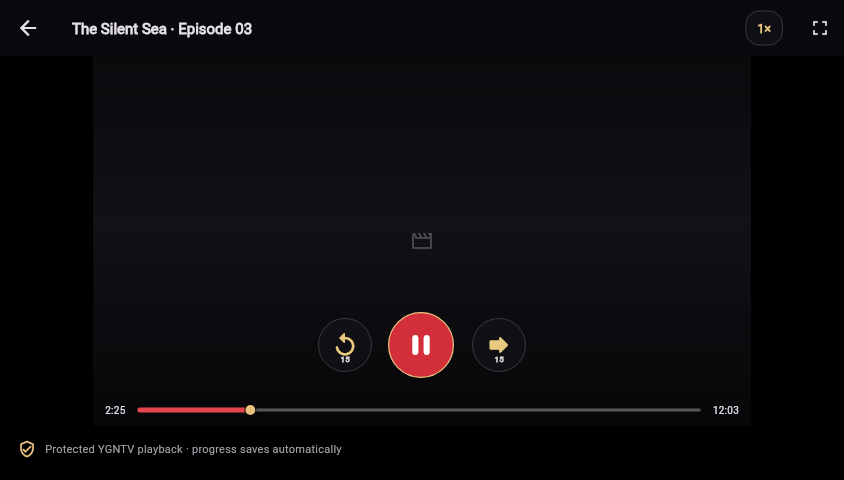 The Silent Sea · Episode 03
1×
15
15
2:25
12:03
Protected YGNTV playback · progress saves automatically